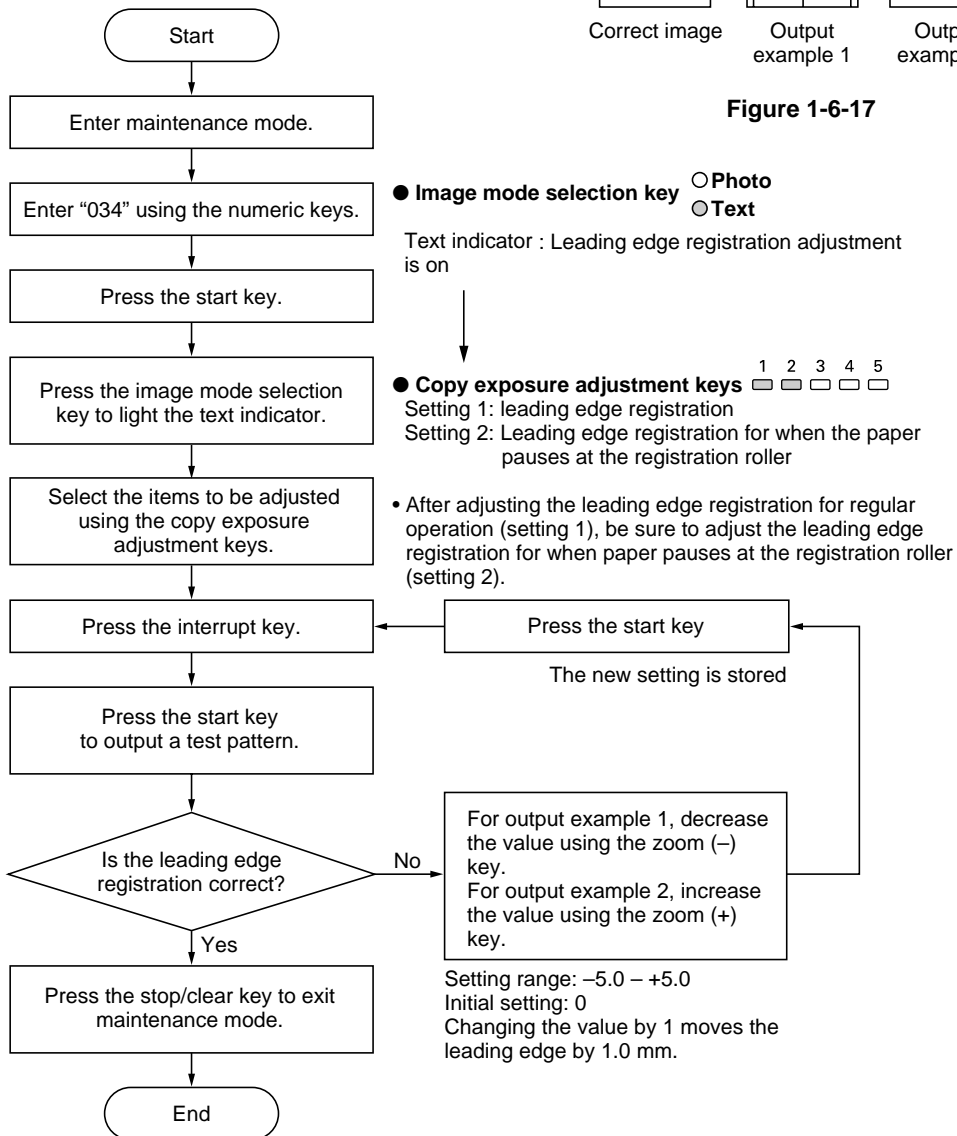 Correct image
Output
example 1
Figure 1-6-17
Start
Enter maintenance mode.
Enter “034” using the numeric keys.
Press the start key.
Press the image mode selection
key to light the text indicator.
Select the items to be adjusted
using the copy exposure
adjustment keys.
● Image mode selection key
Photo
Text
Text indicator : Leading edge registration adjustment
is on
1 2 3 4 5
● Copy exposure adjustment keys
Setting 1: leading edge registration
Setting 2: Leading edge registration for when the paper
pauses at the registration roller
• After adjusting the leading edge registration for regular
operation (setting 1), be sure to adjust the leading edge
registration for when paper pauses at the registration roller
(setting 2).
Press the interrupt key.
Press the start key
The new setting is stored
Press the start key
to output a test pattern.
Is the leading edge
registration correct?
No
Yes
For output example 1, decrease
the value using the zoom (–)
key.
For output example 2, increase
the value using the zoom (+)
key.
Setting range: –5.0 – +5.0
Initial setting: 0
Changing the value by 1 moves the
leading edge by 1.0 mm.
Press the stop/clear key to exit
maintenance mode.
End